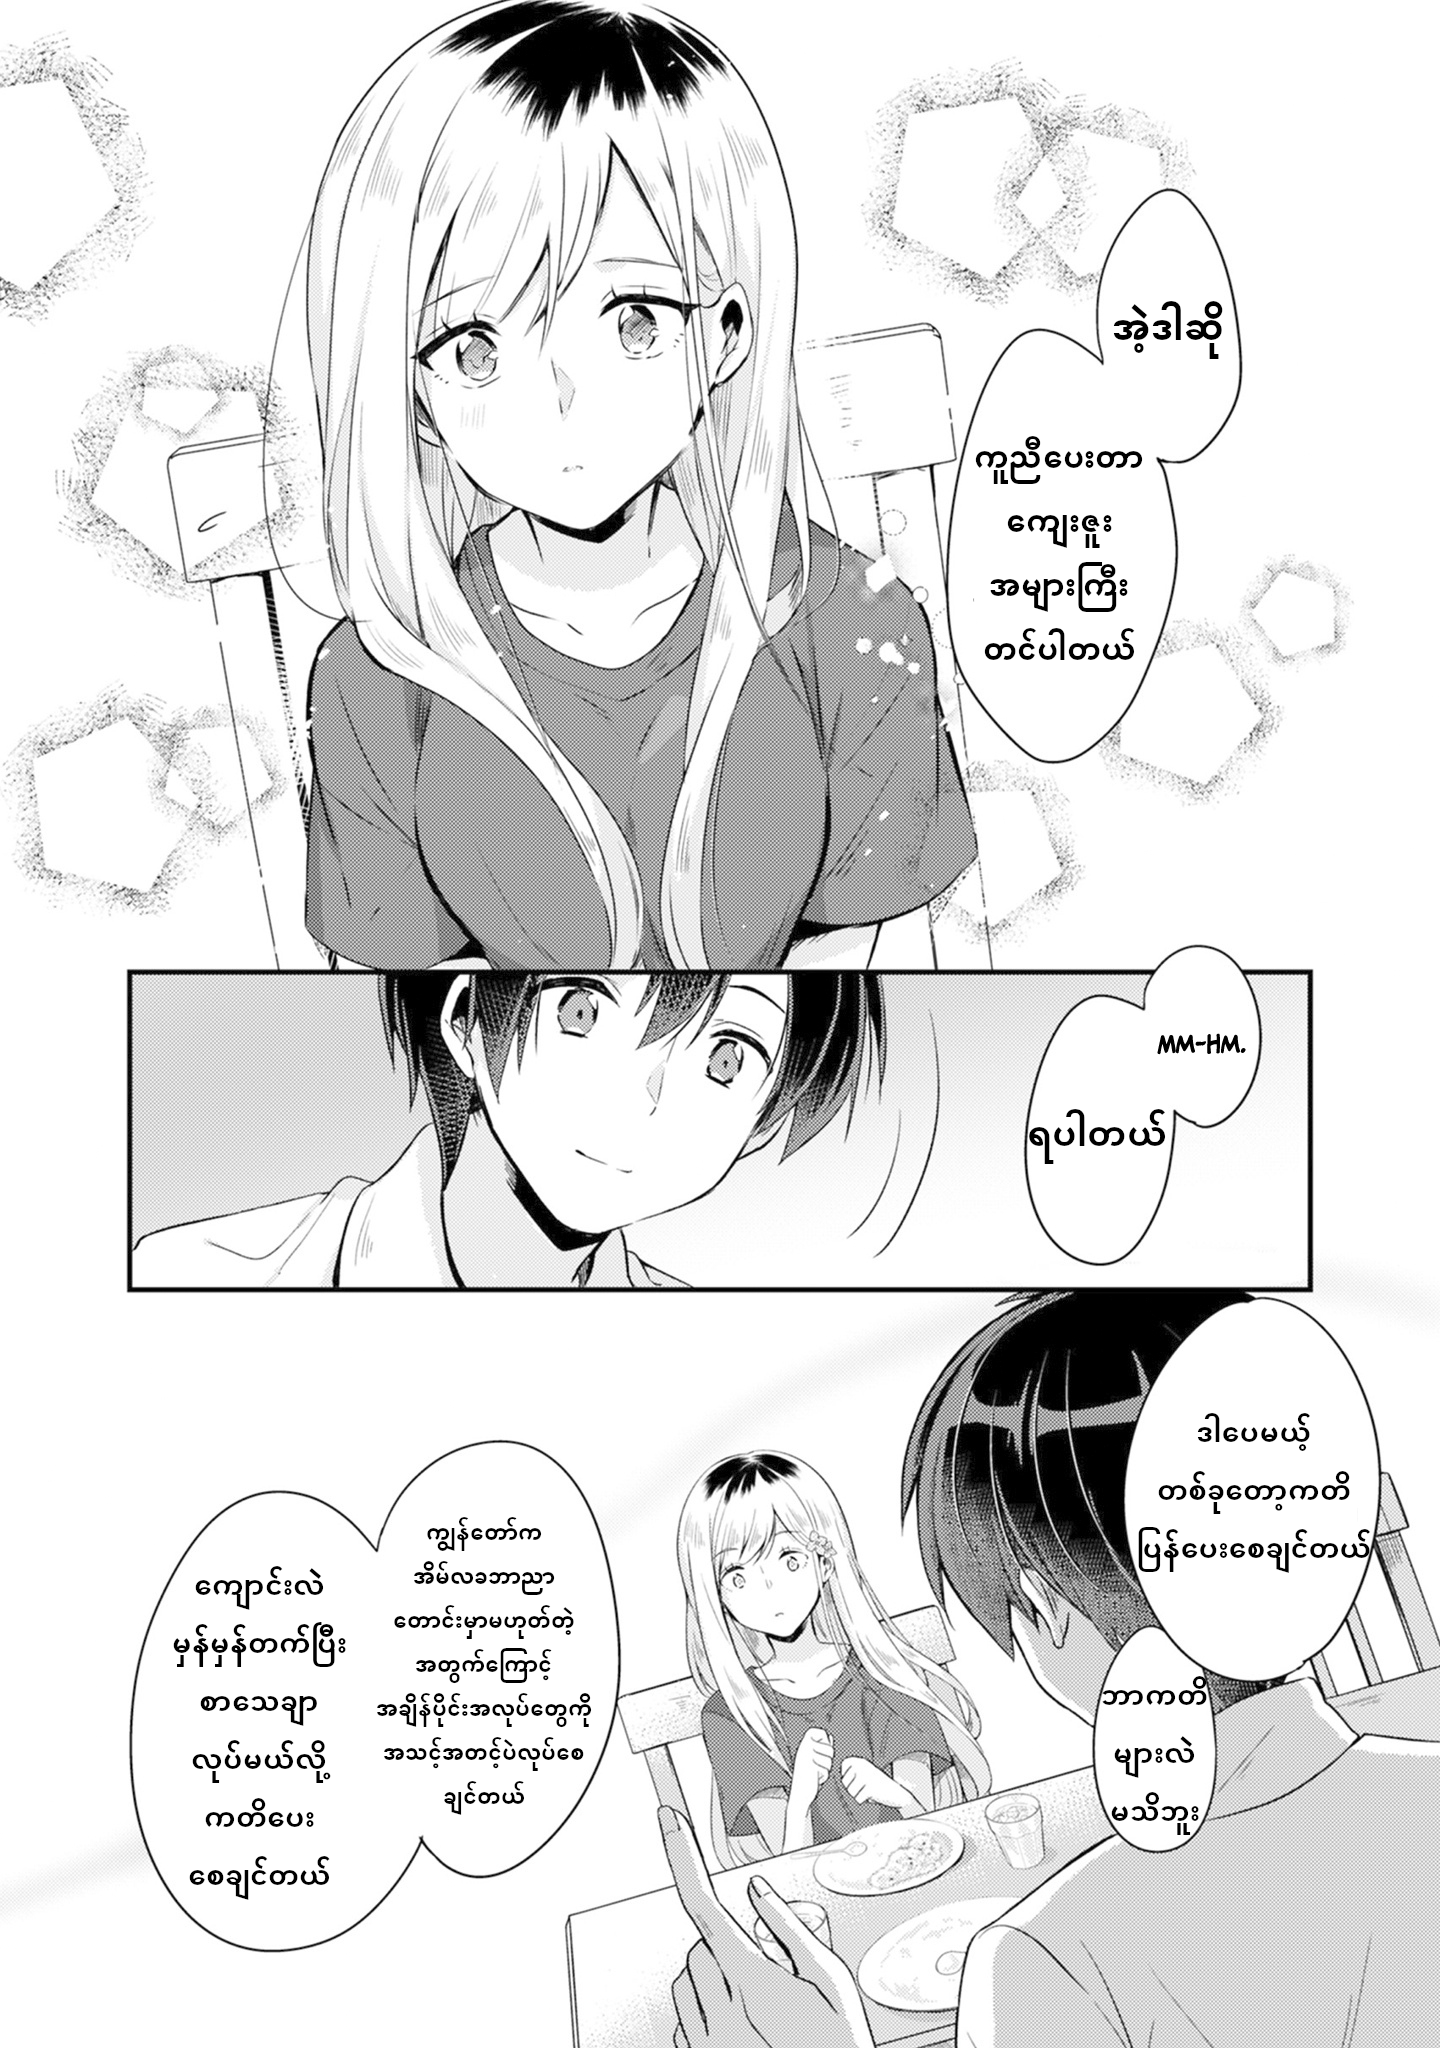 အဲ့ဒါဆို
ကူညီပေးတာ
ကျေးဇူး
အများကြီး
တင်ပါတယ်
MM-HM.
ရပါတယ်
ဒါပေမယ့်
တစ်ခုတော့ကတိ
ပြန်ပေးစေချင်တယ်
ဘာကတိ
များလဲ
မသိဘူး
ကျွန်တော်က
အိမ်လခဘာညာ
တောင်းမှာမဟုတ်တဲ့
အတွက်ကြောင့်
အချိန်ပိုင်းအလုပ်တွေကို
အသင့်အတင့်ပဲလုပ်စေ
ချင်တယ်
ကျောင်းလဲ
မှန်မှန်တက်ပြီး
စာသေချာ
လုပ်မယ်လို့
ကတိပေး
စေချင်တယ်